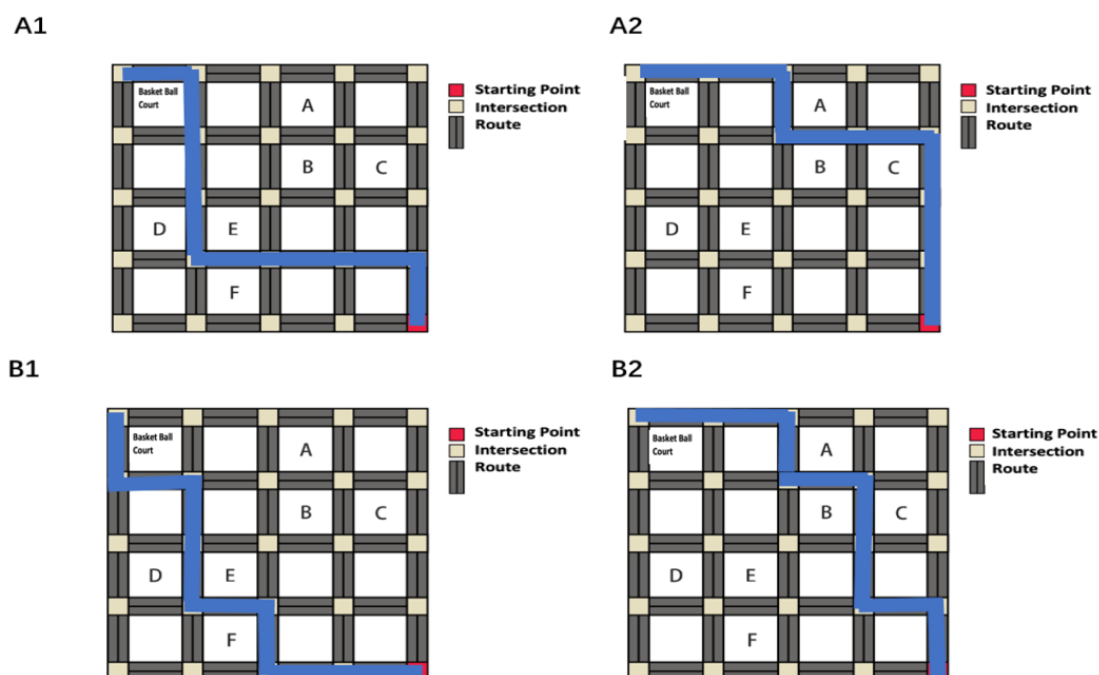 A1
Basket Ball
Court
A
B
C
D
E
F
Starting Point
Intersection
Route
A2
Basket Ball
Court
A
B
C
D
E
F
Starting Point
Intersection
Route
B1
Basket Ball
Court
A
B
C
D
E
F
Starting Point
Intersection
Route
B2
Basket Ball
Court
A
B
C
D
E
F
Starting Point
Intersection
Route